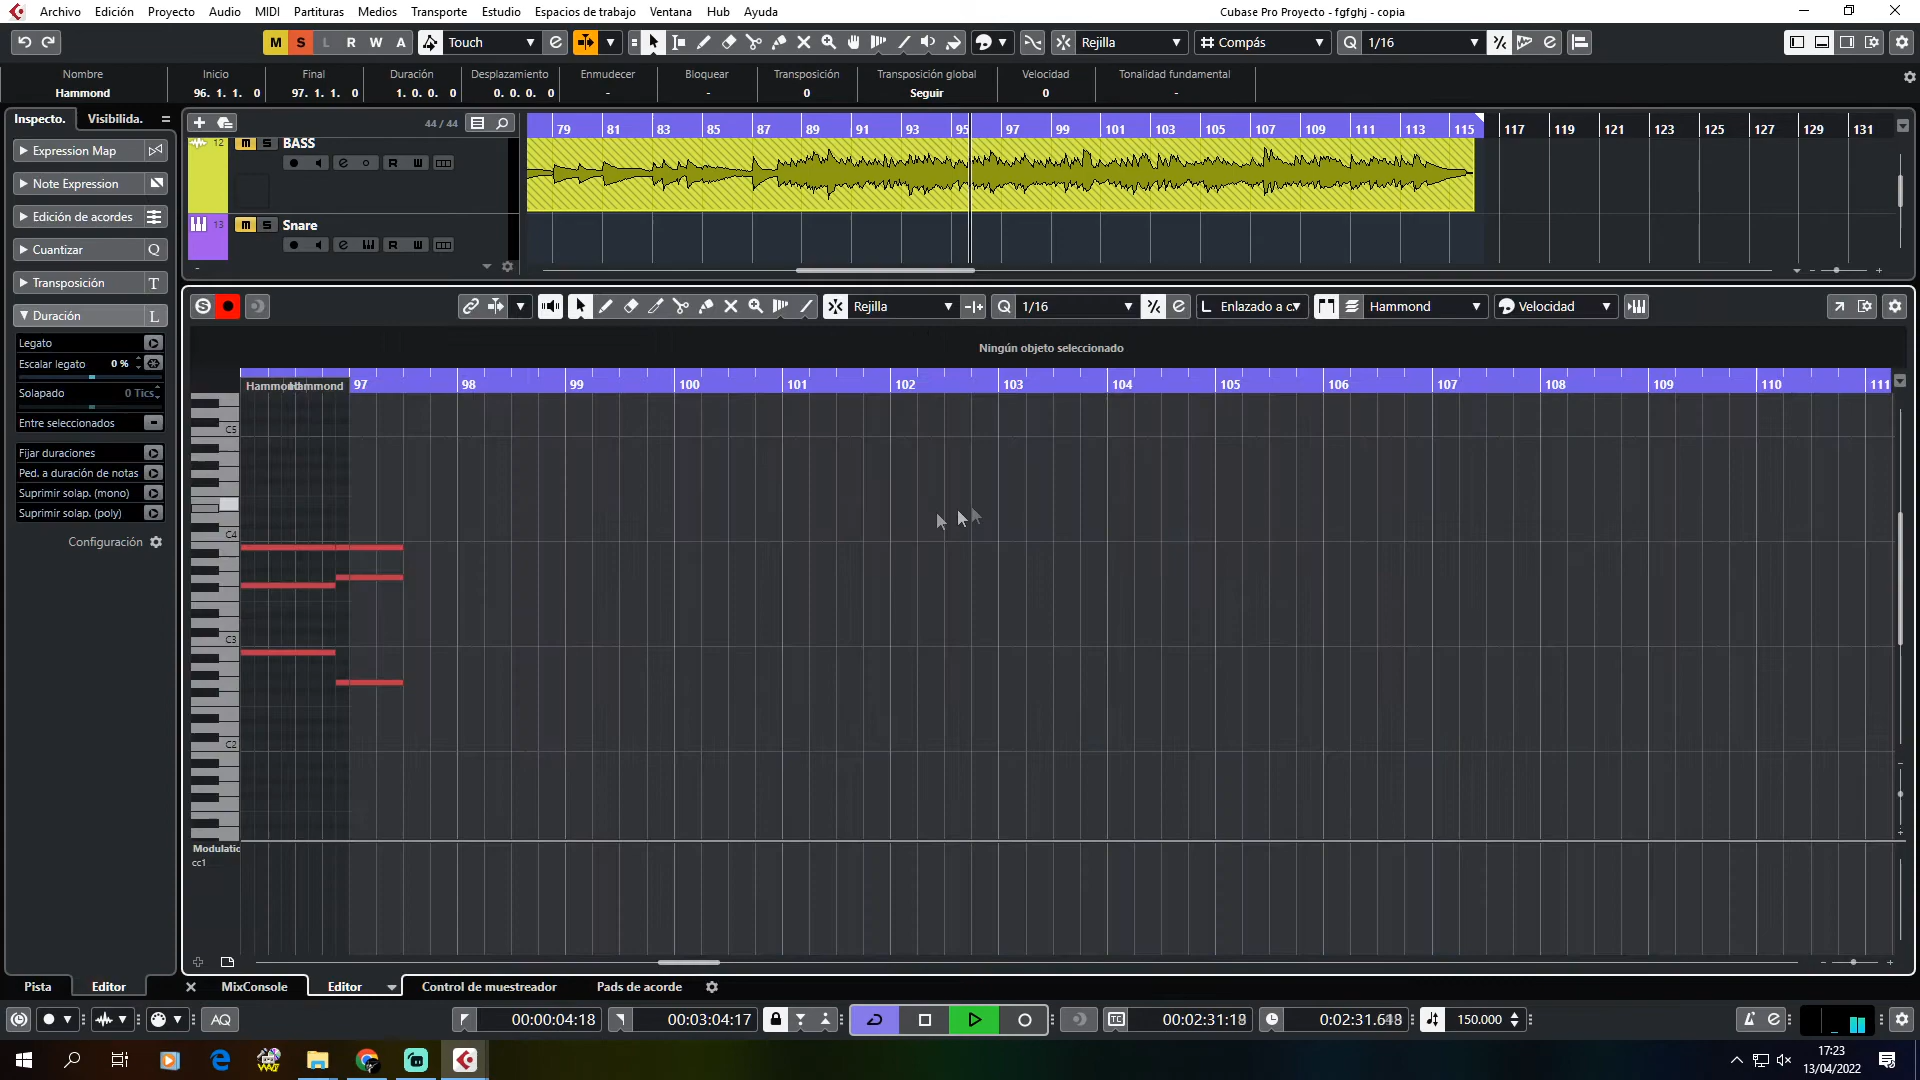 Archivo Edición Proyecto Audio MIDI Partituras Medios Transporte Estudio Espacios de trabajo Ventana Hub Ayuda Cubase Pro Proyecto - fgfghj - copia
M S L R W A Touch Rejilla Compás Q 1/16
Nombre Inicio Final Duración Desplazamiento Enmudecer Bloquear Transposición Transposición global Velocidad Tonalidad fundamental
Hammond 96. 1. 1. 0 97. 1. 1. 0 1. 0. 0. 0 0. 0. 0. 0 - - 0 Seguir 0 -
Inspecto. Visibilida. 44 / 44 79 81 83 85 87 89 91 93 95 97 99 101 103 105 107 109 111 113 115 117 119 121 123 125 127 129 131
12 m S BASS
R W
13 m S Snare
R W
Expression Map
Note Expression
Edición de acordes
Cuantizar Q
Transposición T
Duración L
Legato
Escalar legato 0 %
Solapado 0 Tics
Entre seleccionados
Fijar duraciones
Ped. a duración de notas
Suprimir solap. (mono)
Suprimir solap. (poly)
Configuración
S Rejilla Q 1/16 L Enlazado a c. Hammond Velocidad
Ningún objeto seleccionado
Hammond Hammond 97 98 99 100 101 102 103 104 105 106 107 108 109 110 111
C5
C4
C3
C2
Modulatic
cc1
Pista Editor MixConsole Editor Control de muestreador Pads de acorde
AQ 00:00:04:18 00:03:04:17 TC 00:02:31:18 0:02:31.648 150.000
17:23
13/04/2022